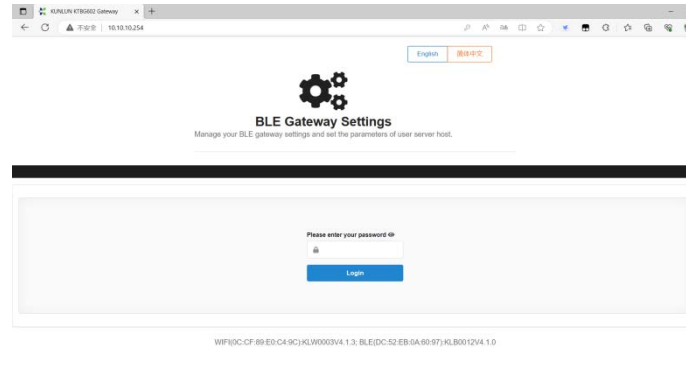 KUNLUN KTBG602 Gateway
不安全 | 10.10.10.254
English 简体中文
BLE Gateway Settings
Manage your BLE gateway settings and set the parameters of user server host.
Please enter your password
Login
WIFI(0C:CF:89:E0:C4:9C):KLW0003V4.1.3; BLE(DC:52:EB:0A:60:97):KLB0012V4.1.0